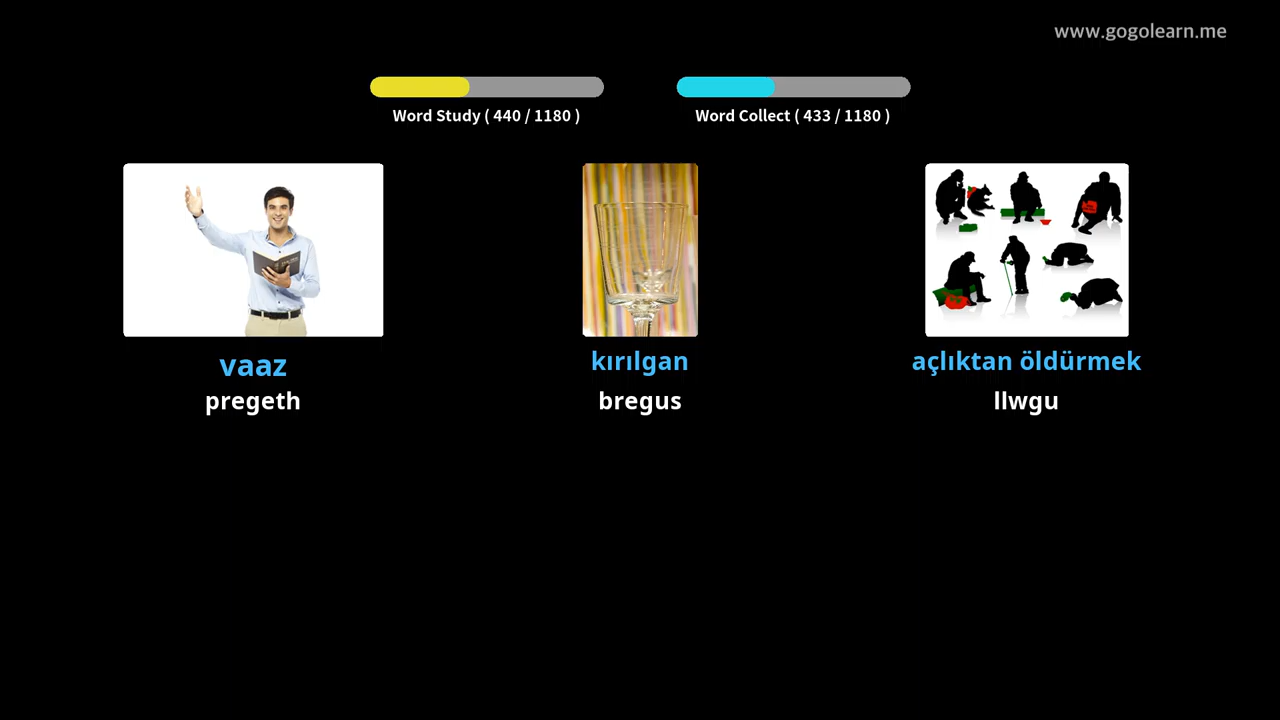 www.gogolearn.me
Word Study ( 440 / 1180 )
Word Collect ( 433 / 1180 )
vaaz
kırılgan
açlıktan öldürmek
pregeth
bregus
llwgu